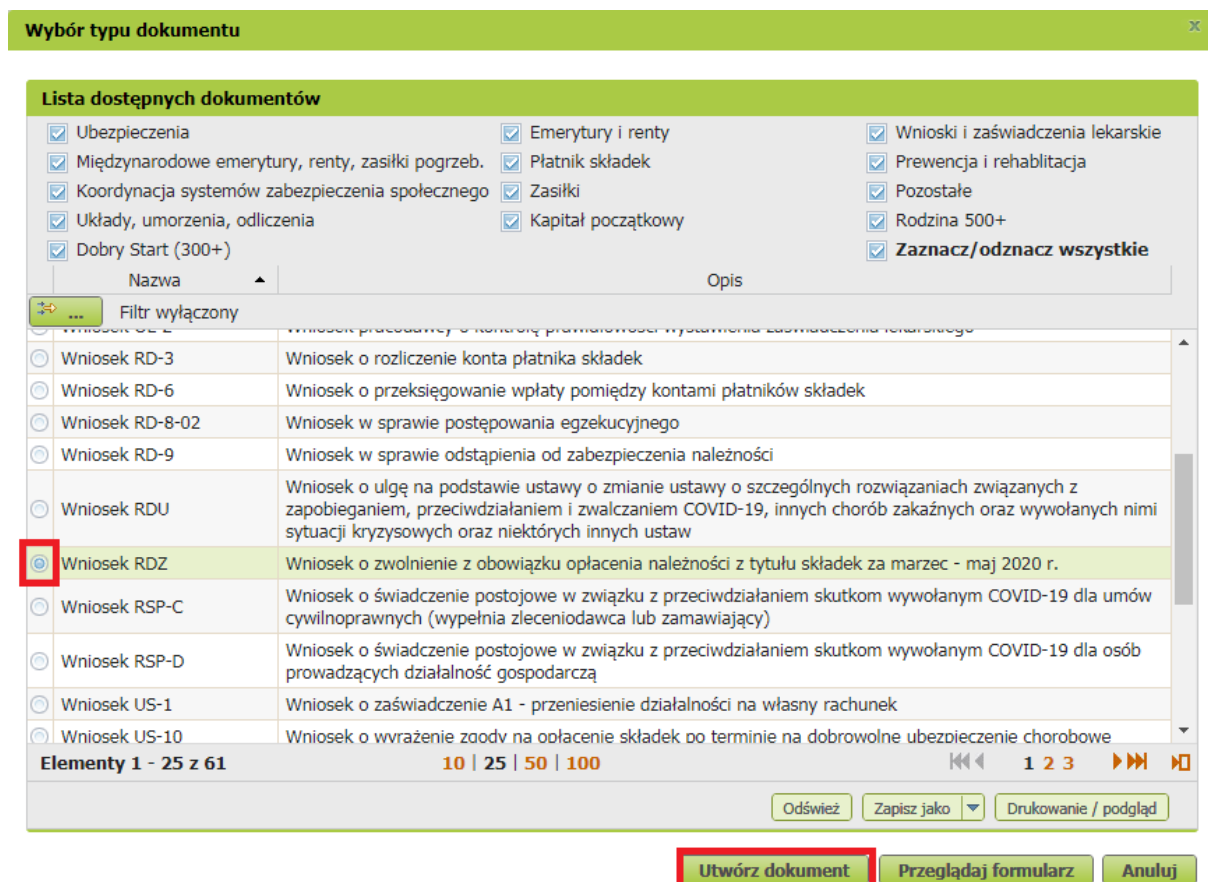 Wybór typu dokumentu
x
Lista dostępnych dokumentów
Ubezpieczenia
Emerytury i renty
Wnioski i zaświadczenia lekarskie
Międzynarodowe emerytury, renty, zasiłki pogrzeb.
Płatnik składek
Prewencja i rehablitacja
Koordynacja systemów zabezpieczenia społecznego
Zasiłki
Pozostałe
Układy, umorzenia, odliczenia
Kapitał początkowy
Rodzina 500+
Dobry Start (300+)
Zaznacz/odznacz wszystkie
Nazwa
Opis
...
Filtr wyłączony
Wniosek RD-3
Wniosek o rozliczenie konta płatnika składek
Wniosek RD-6
Wniosek o przeksięgowanie wpłaty pomiędzy kontami płatników składek
Wniosek RD-8-02
Wniosek w sprawie postępowania egzekucyjnego
Wniosek RD-9
Wniosek w sprawie odstąpienia od zabezpieczenia należności
Wniosek RDU
Wniosek o ulgę na podstawie ustawy o zmianie ustawy o szczególnych rozwiązaniach związanych z
zapobieganiem, przeciwdziałaniem i zwalczaniem COVID-19, innych chorób zakaźnych oraz wywołanych nimi
sytuacji kryzysowych oraz niektórych innych ustaw
Wniosek RDZ
Wniosek o zwolnienie z obowiązku opłacenia należności z tytułu składek za marzec - maj 2020 r.
Wniosek RSP-C
Wniosek o świadczenie postojowe w związku z przeciwdziałaniem skutkom wywołanym COVID-19 dla umów
cywilnoprawnych (wypełnia zleceniodawca lub zamawiający)
Wniosek RSP-D
Wniosek o świadczenie postojowe w związku z przeciwdziałaniem skutkom wywołanym COVID-19 dla osób
prowadzących działalność gospodarczą
Wniosek US-1
Wniosek o zaświadczenie A1 - przeniesienie działalności na własny rachunek
Wniosek US-10
Wniosek o wyrażenie zgody na opłacenie składek po terminie na dobrowolne ubezpieczenie chorobowe
Elementy 1 - 25 z 61
10 | 25 | 50 | 100
1 2 3
Odśwież
Zapisz jako
Drukowanie / podgląd
Utwórz dokument
Przeglądaj formularz
Anuluj